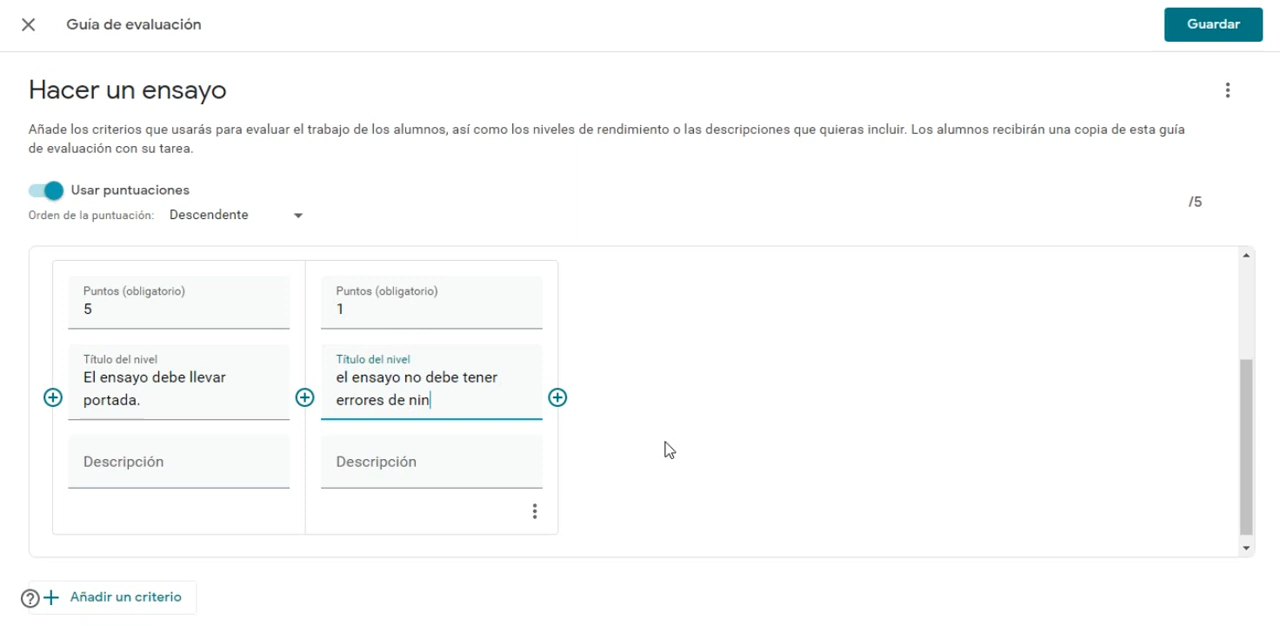 Guía de evaluación
Guardar
Hacer un ensayo
Añade los criterios que usarás para evaluar el trabajo de los alumnos, así como los niveles de rendimiento o las descripciones que quieras incluir. Los alumnos recibirán una copia de esta guía
de evaluación con su tarea.
Usar puntuaciones
/5
Orden de la puntuación: Descendente
Puntos (obligatorio)
5
Título del nivel
El ensayo debe llevar
portada.
Descripción
Puntos (obligatorio)
1
Título del nivel
el ensayo no debe tener
errores de nin
Descripción
Añadir un criterio